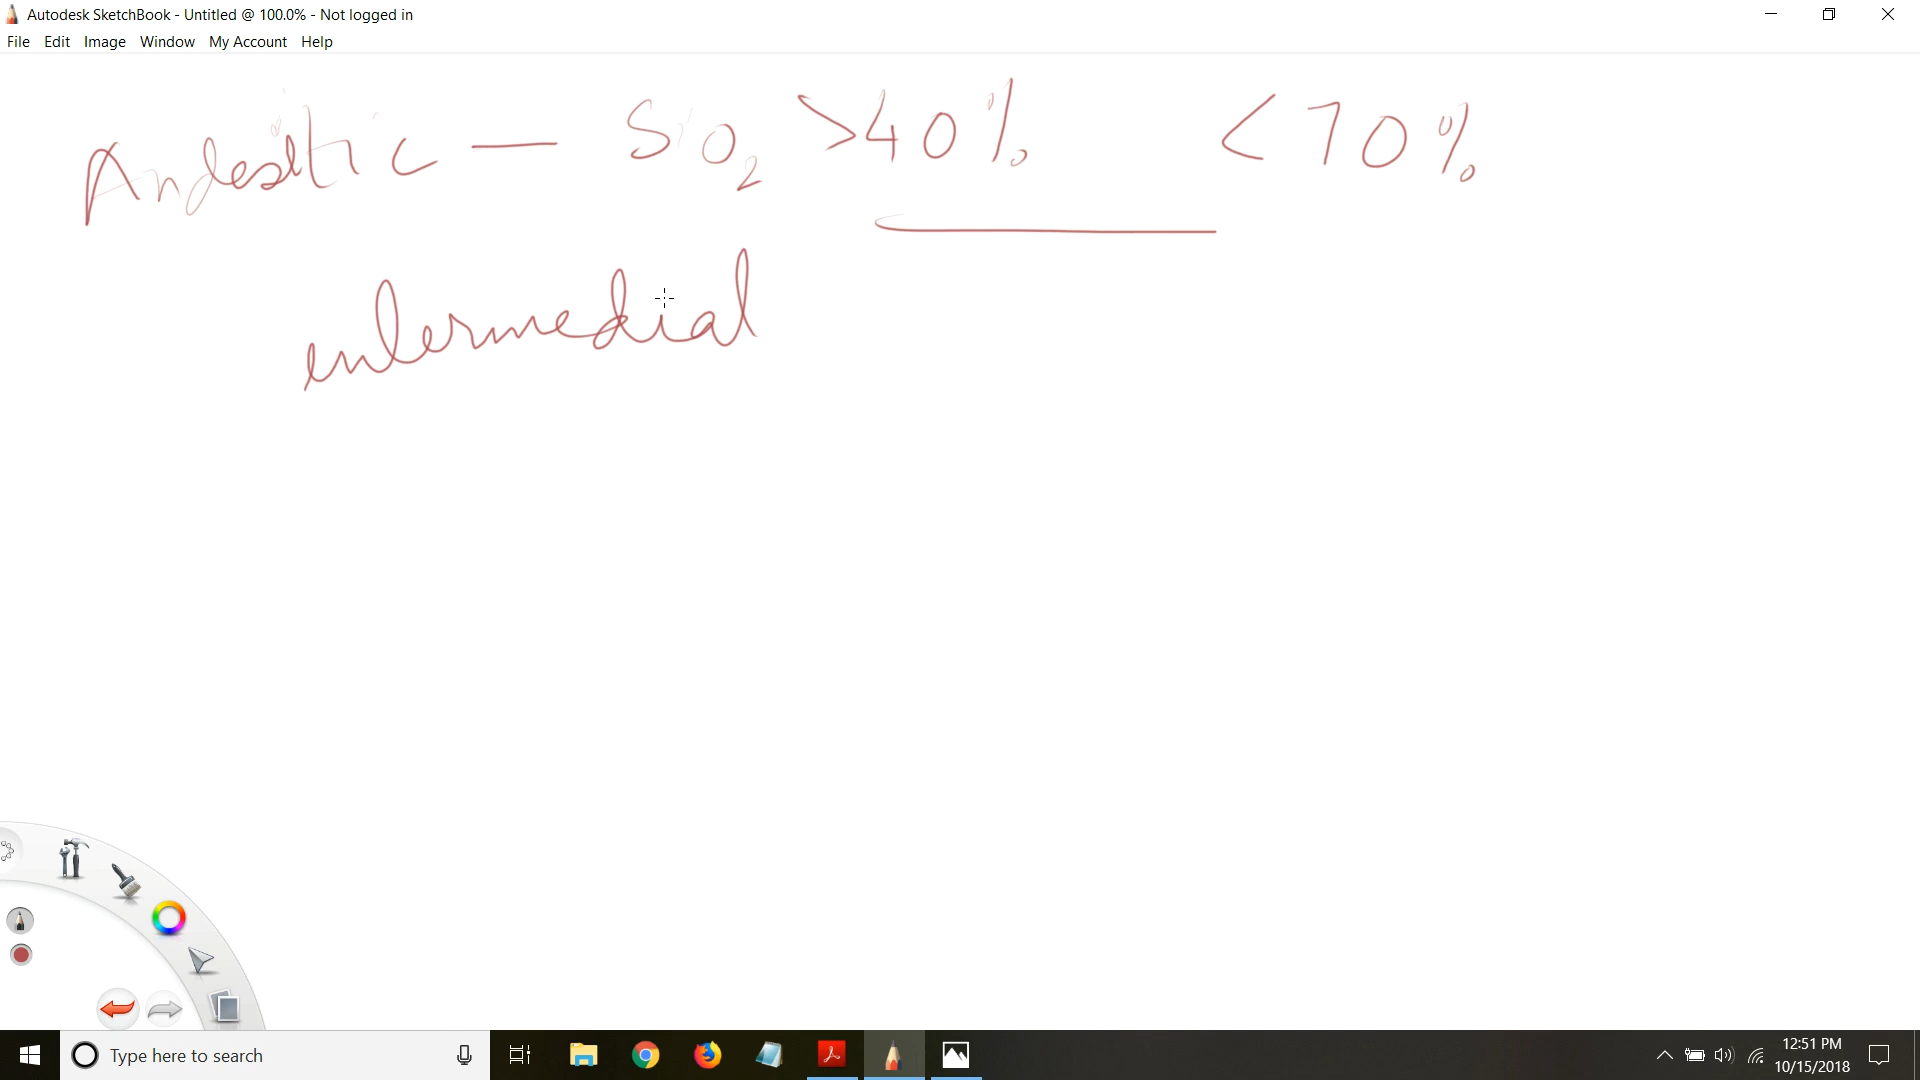 Autodesk SketchBook - Untitled @ 100.0% - Not logged in
File Edit Image Window My Account Help
Andesitic — SiO₂ >40% <70%
intermedial
Type here to search
12:51 PM
10/15/2018